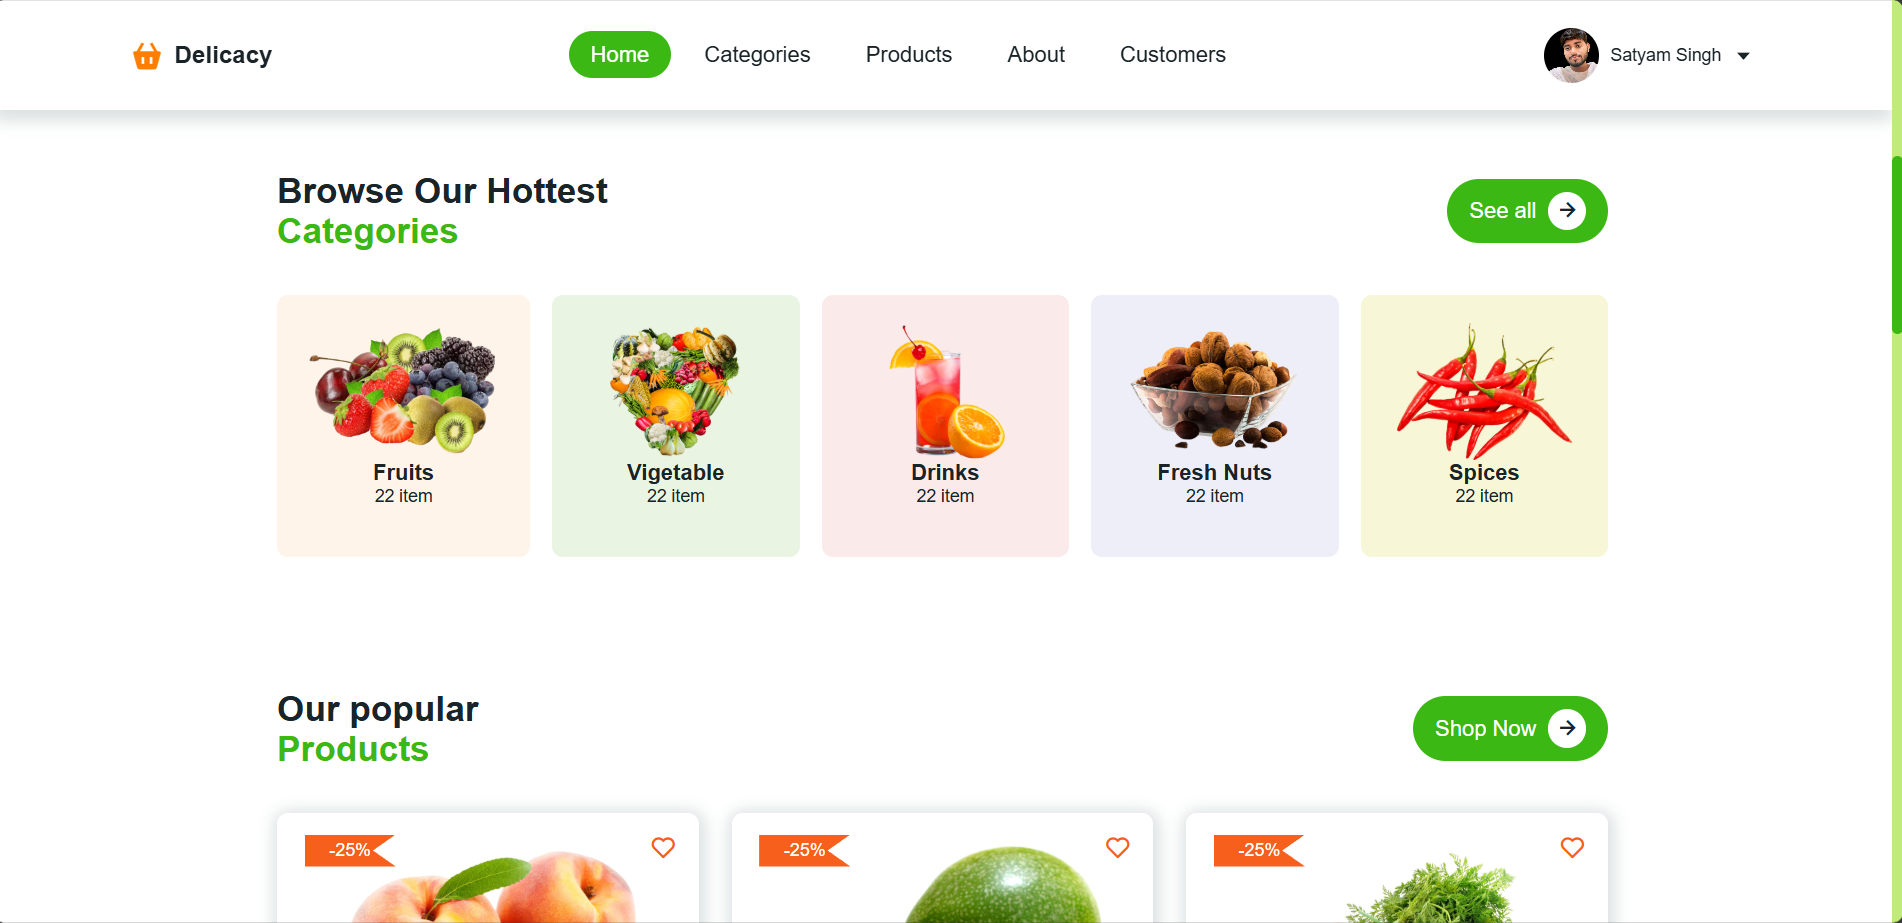 Delicacy
Home
Categories
Products
About
Customers
Satyam Singh
Browse Our Hottest
Categories
See all
Fruits
22 item
Vigetable
22 item
Drinks
22 item
Fresh Nuts
22 item
Spices
22 item
Our popular
Products
Shop Now
-25%
-25%
-25%